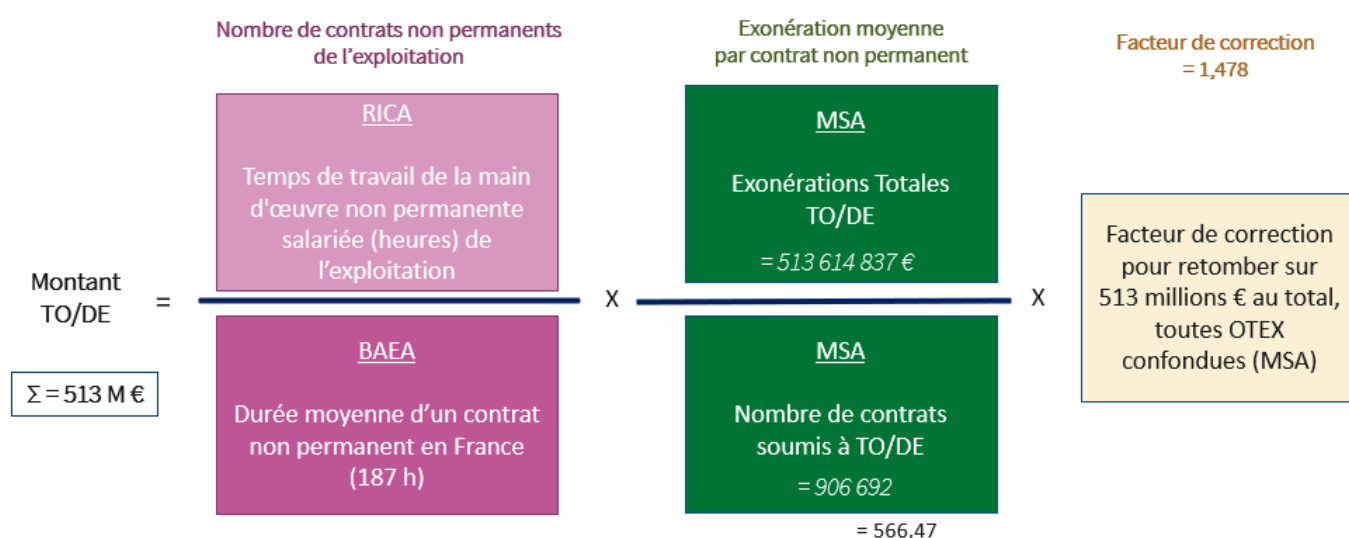 Nombre de contrats non permanents
de l'exploitation
Exonération moyenne
par contrat non permanent
Facteur de correction
= 1,478
Montant
TO/DE
Σ = 513 M €
=
RICA
Temps de travail de la main
d'œuvre non permanente
salariée (heures) de
l'exploitation
BAEA
Durée moyenne d'un contrat
non permanent en France
(187 h)
X
MSA
Exonérations Totales
TO/DE
= 513 614 837 €
MSA
Nombre de contrats
soumis à TO/DE
= 906 692
= 566,47
X
Facteur de correction
pour retomber sur
513 millions € au total,
toutes OTEX
confondues (MSA)